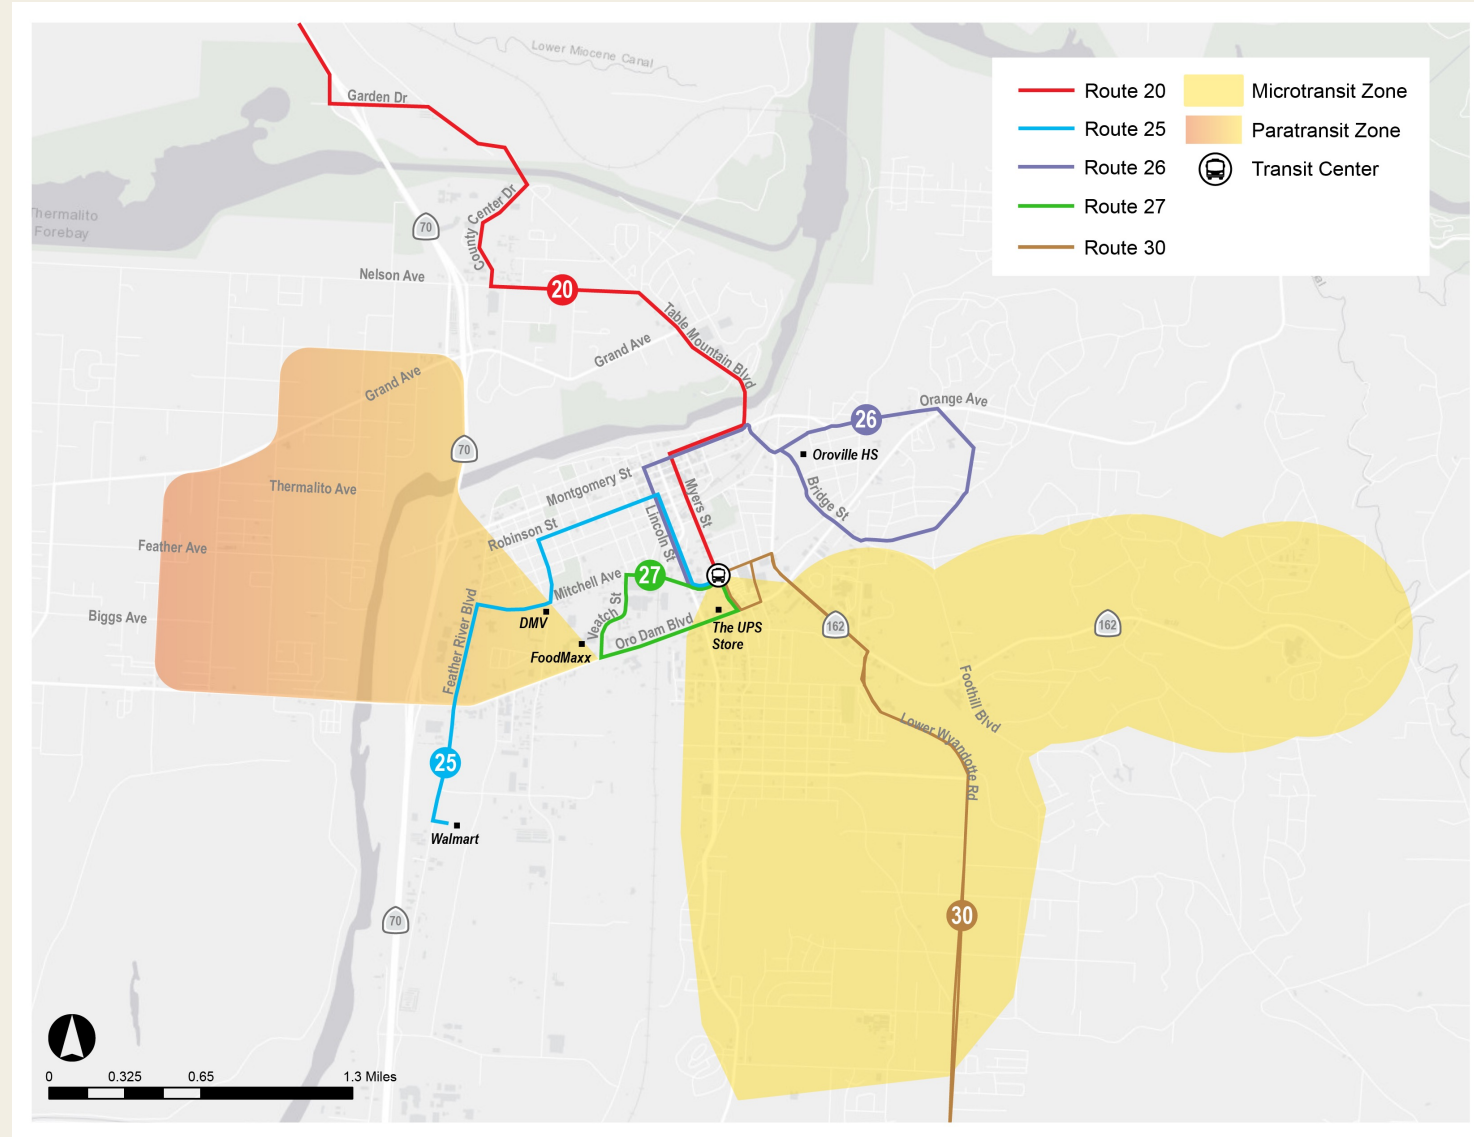 Lower Miocene Canal
Garden Dr
Route 20
Route 25
Route 26
Route 27
Route 30
Microtransit Zone
Paratransit Zone
Transit Center
Thermalito
Forebay
70
County Center Dr
Nelson Ave
20
Table Mountain Blvd
Grand Ave
Grand Ave
Orange Ave
26
70
Oroville HS
Montgomery St
Thermalito Ave
Myers St
Bridge St
Robinson St
Lincoln St
Feather Ave
27
Mitchell Ave
Biggs Ave
Feather River Blvd
DMV
Veatch St
Oro Dam Blvd
The UPS
Store
162
162
FoodMaxx
Foothill Blvd
Lower Wyandotte Rd
25
Walmart
70
30
0
0.325
0.65
1.3 Miles